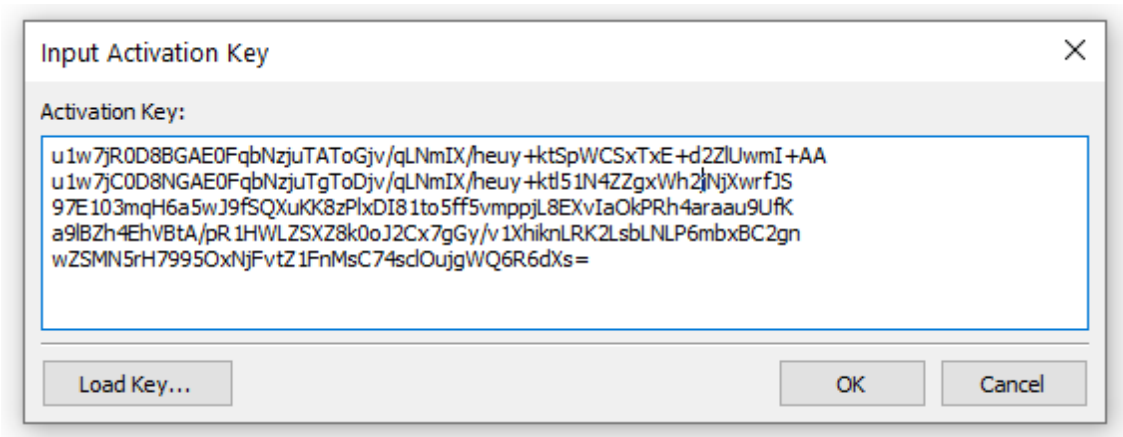 Input Activation Key
Activation Key:
u1w7jR0D8BGAE0FqbNzjuTAToGjv/qLNmIX/heuy+ktSpWCSxTxE+d2ZlUwmI+AA
u1w7jC0D8NGAE0FqbNzjuTgToDjv/qLNmIX/heuy+ktl51N4ZZgxWh2jNjXwrfJS
97E103mqH6a5wJ9fSQXuKK8zPlxDI81to5ff5vmppjL8EXvIaOkPRh4araau9UfK
a9lBZh4EhVBtA/pR1HWLZSXZ8k0oJ2Cx7gGy/v1XhiknLRK2LsbLNLP6mbxBC2gn
wZSMN5rH7995OxNjFvtZ1FnMsC74sclOujgWQ6R6dXs=
Load Key...
OK
Cancel